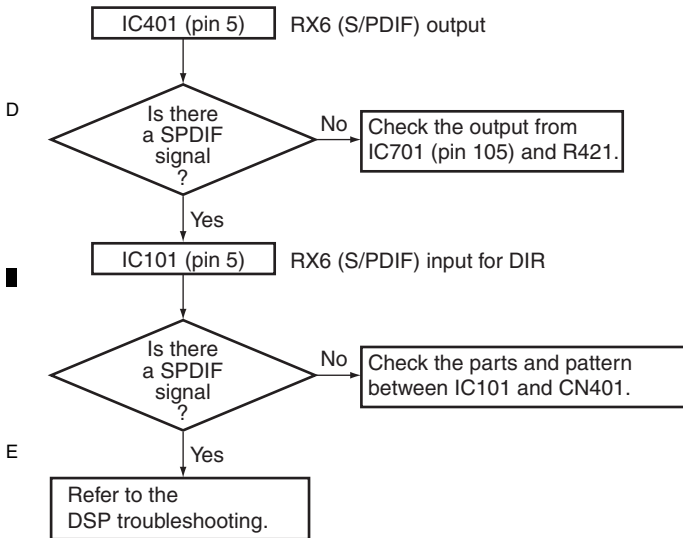 IC401 (pin 5) RX6 (S/PDIF) output
D
Is there
a SPDIF
signal
?
No
Check the output from
IC701 (pin 105) and R421.
Yes
IC101 (pin 5) RX6 (S/PDIF) input for DIR
Is there
a SPDIF
signal
?
No
Check the parts and pattern
between IC101 and CN401.
E
Yes
Refer to the
DSP troubleshooting.